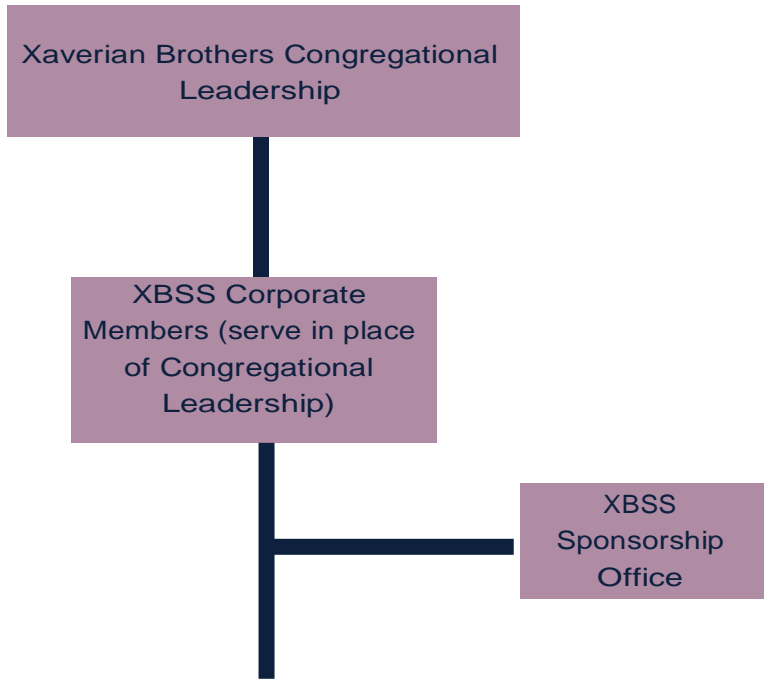 Xaverian Brothers Congregational
Leadership
XBSS Corporate
Members (serve in place
of Congregational
Leadership)
XBSS
Sponsorship
Office